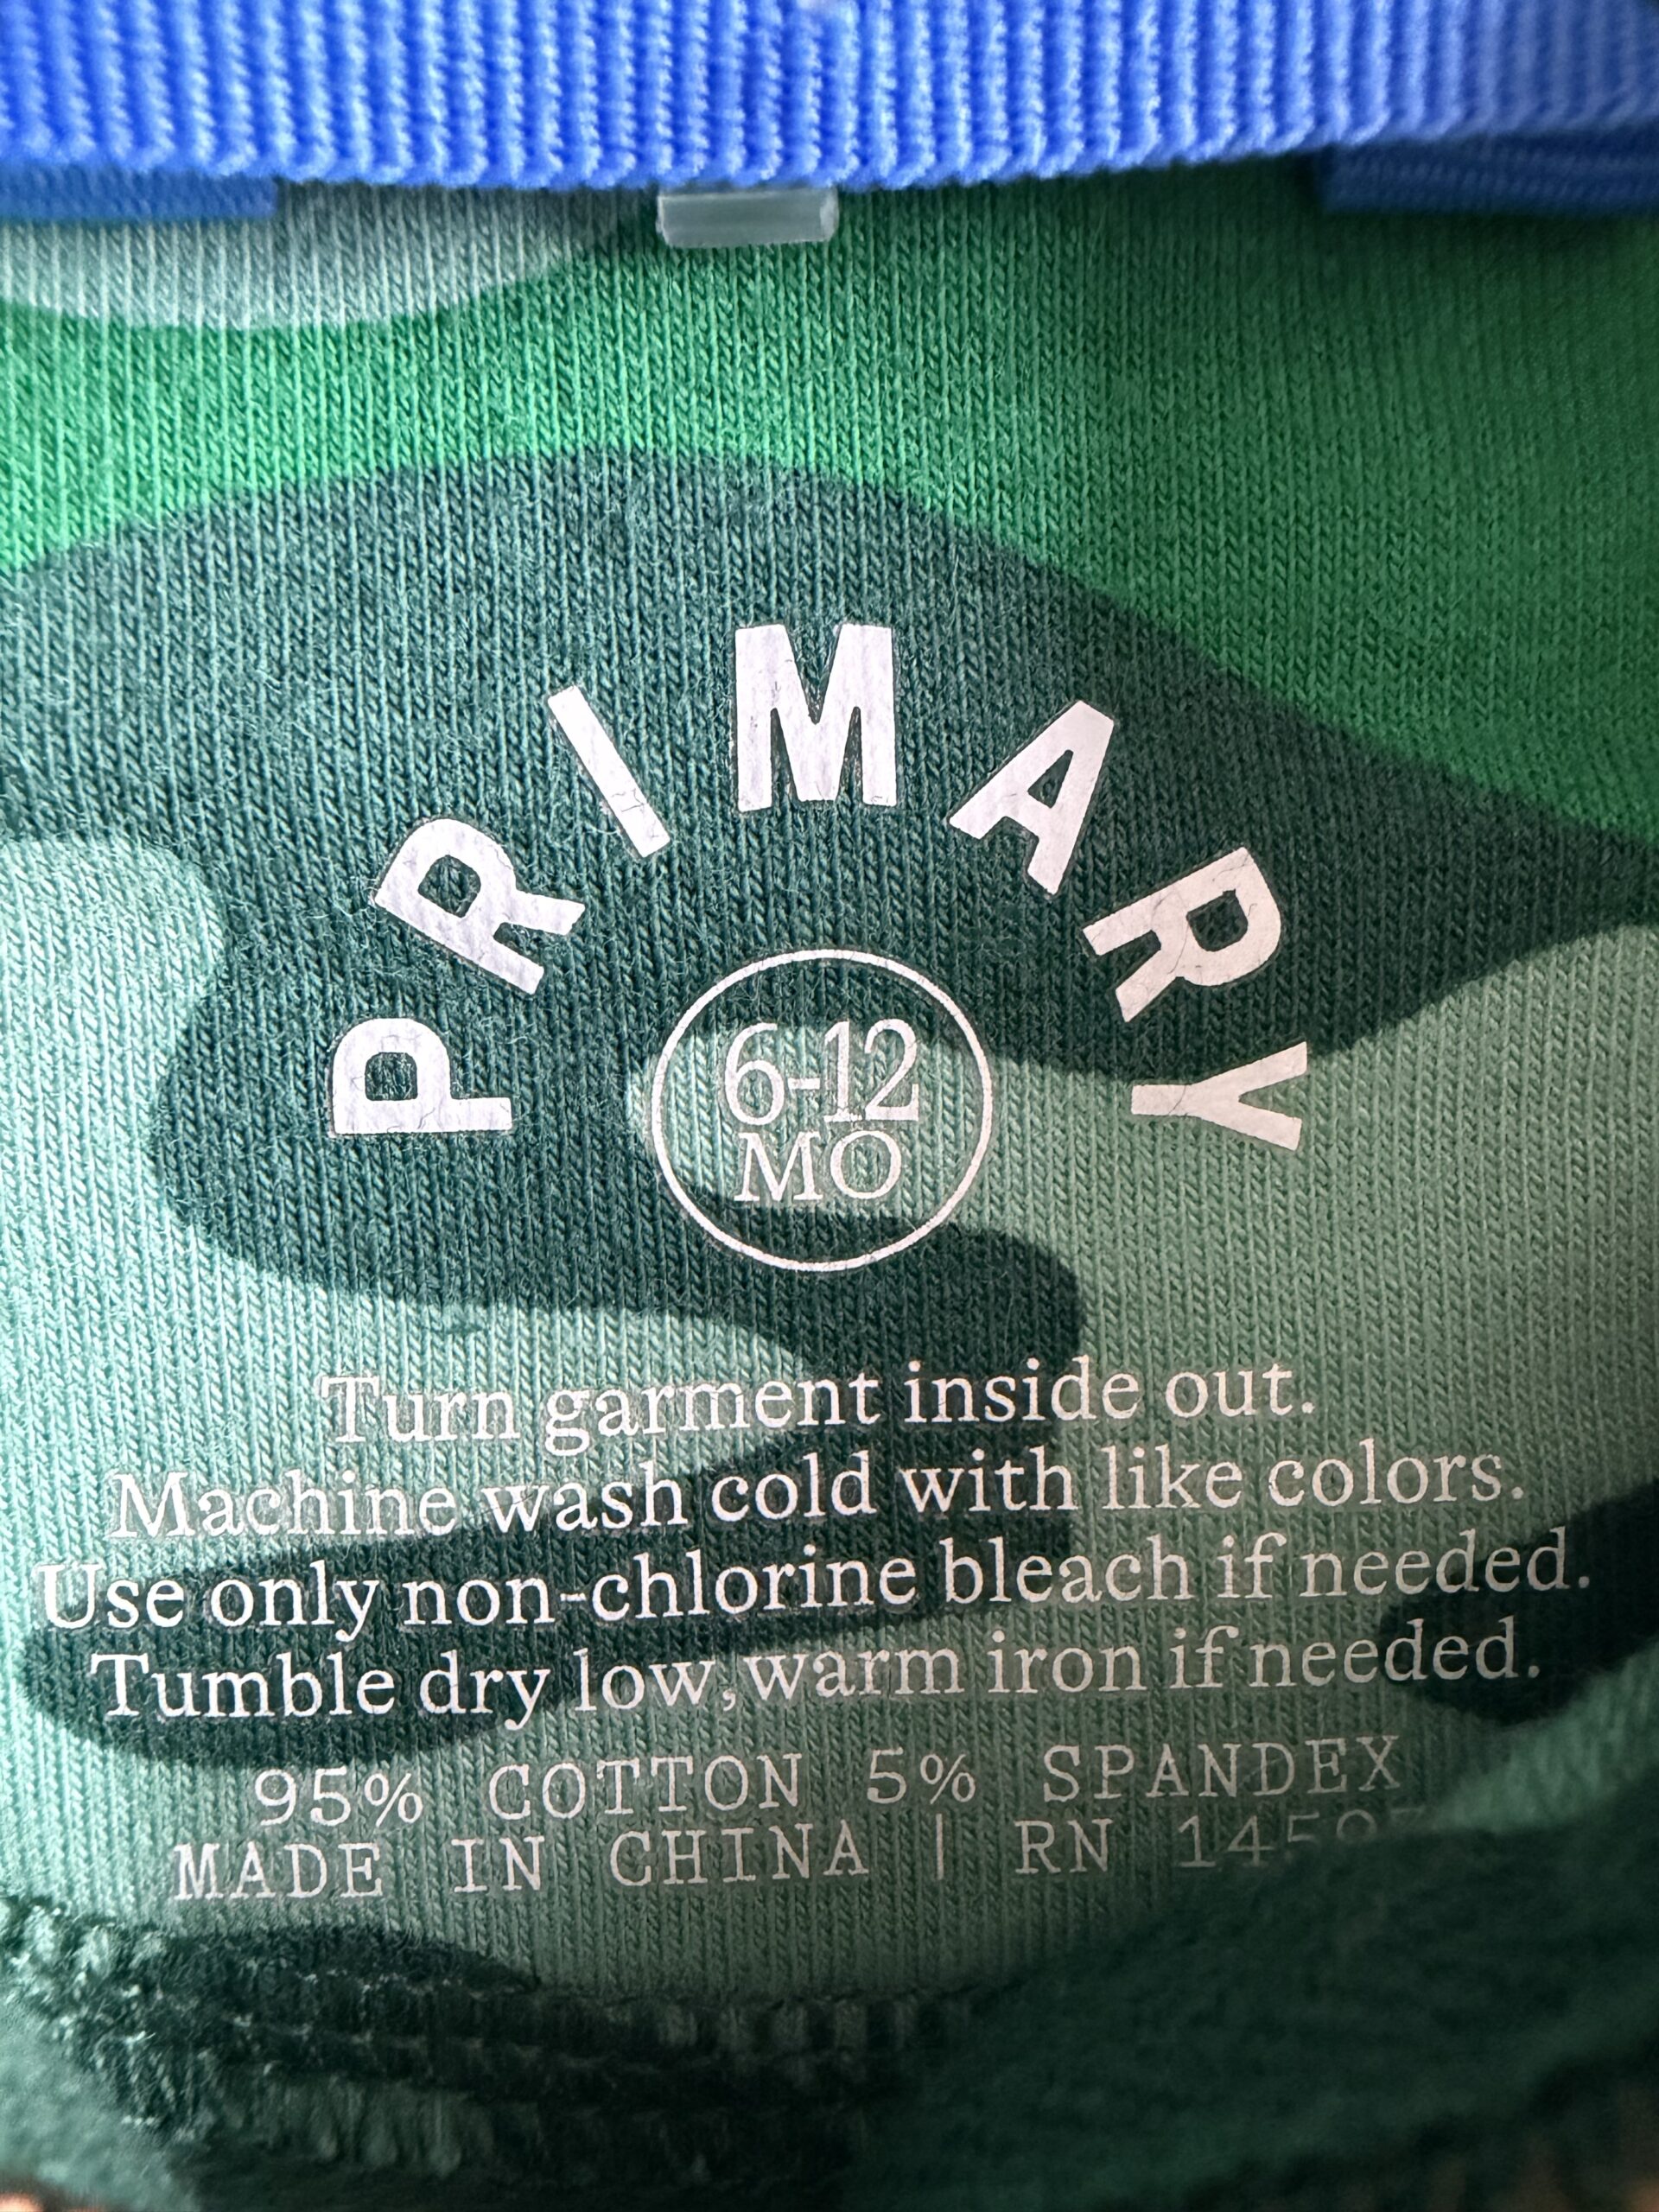 PRIMARY
6-12
MO
Turn garment inside out.
Machine wash cold with like colors.
Use only non-chlorine bleach if needed.
Tumble dry low, warm iron if needed.
95% COTTON 5% SPANDEX
MADE IN CHINA | RN